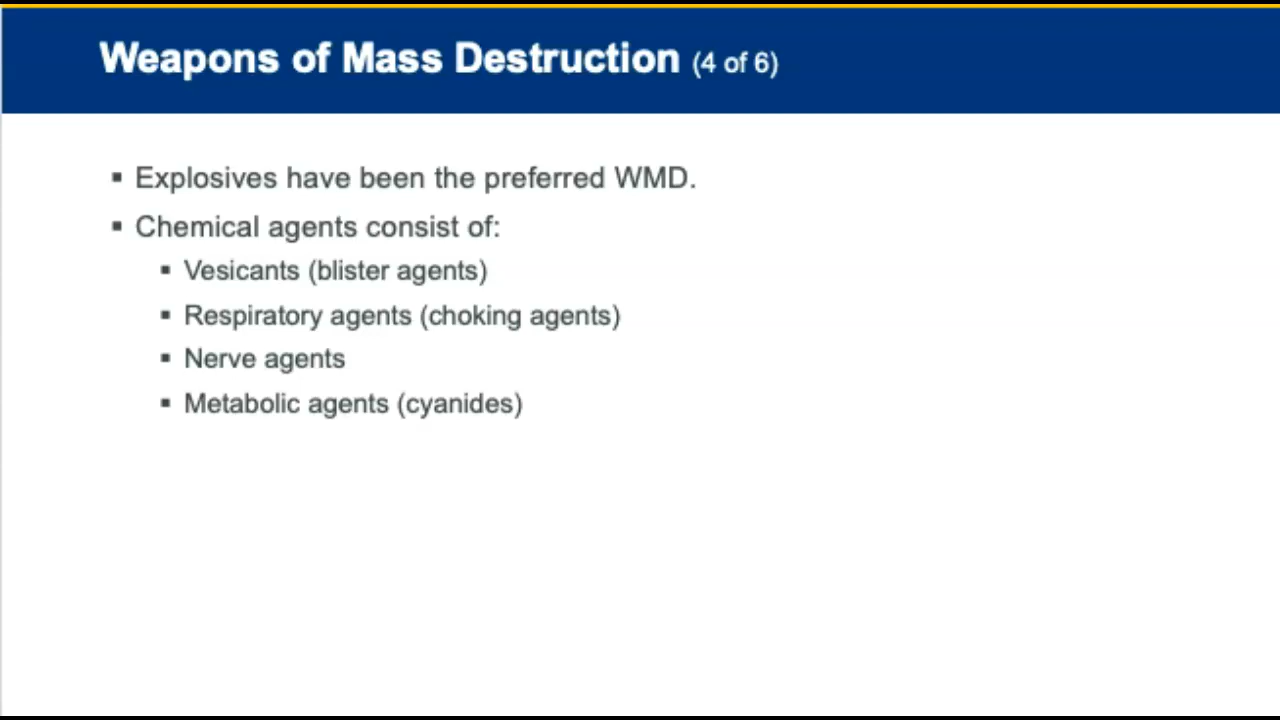 Weapons of Mass Destruction (4 of 6)
▪ Explosives have been the preferred WMD.
▪ Chemical agents consist of:
▪ Vesicants (blister agents)
▪ Respiratory agents (choking agents)
▪ Nerve agents
▪ Metabolic agents (cyanides)